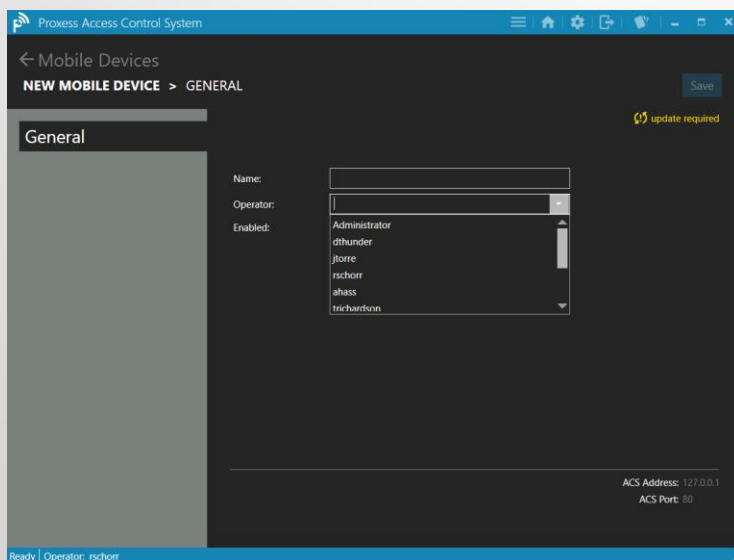 Proxess Access Control System
Mobile Devices
NEW MOBILE DEVICE > GENERAL
Save
update required
General
Name:
Operator:
Enabled:
Administrator
dthunder
jtorre
rschorr
ahass
trichardson
ACS Address: 127.0.0.1
ACS Port: 80
Ready Operator: rschorr